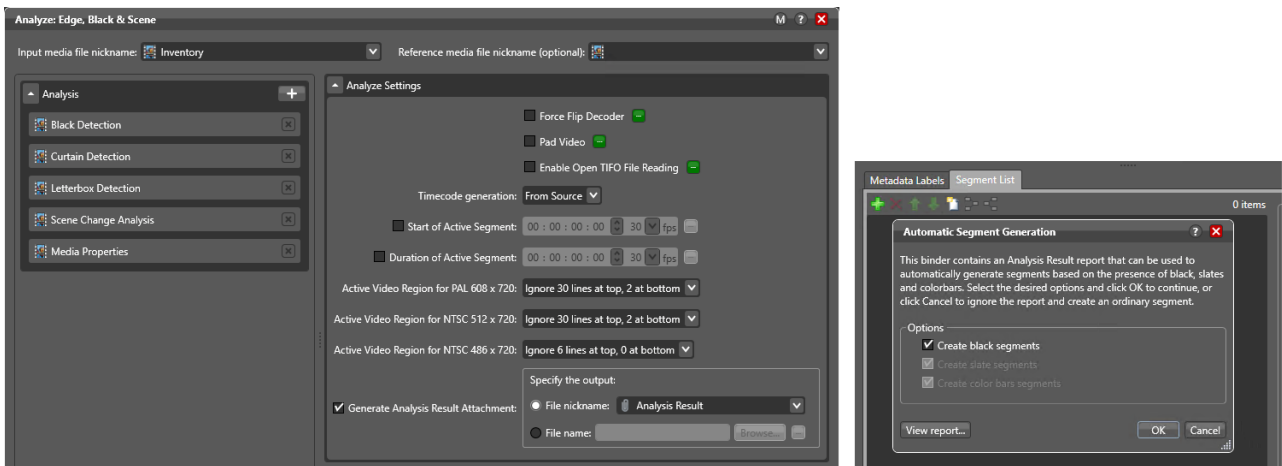 Analyze: Edge, Black & Scene
M ?
Input media file nickname: Inventory
Reference media file nickname (optional):
Analysis
+
Black Detection
Curtain Detection
Letterbox Detection
Scene Change Analysis
Media Properties
Analyze Settings
Force Flip Decoder
Pad Video
Enable Open TIFO File Reading
Timecode generation: From Source
Start of Active Segment: 00 : 00 : 00 : 00 30 fps
Duration of Active Segment: 00 : 00 : 00 : 00 30 fps
Active Video Region for PAL 608 x 720: Ignore 30 lines at top, 2 at bottom
Active Video Region for NTSC 512 x 720: Ignore 30 lines at top, 2 at bottom
Active Video Region for NTSC 486 x 720: Ignore 6 lines at top, 0 at bottom
Generate Analysis Result Attachment:
Specify the output:
File nickname: Analysis Result
File name: Browse...
Metadata Labels Segment List
0 items
Automatic Segment Generation ?
This binder contains an Analysis Result report that can be used to
automatically generate segments based on the presence of black, slates
and colorbars. Select the desired options and click OK to continue, or
click Cancel to ignore the report and create an ordinary segment.
Options
Create black segments
Create slate segments
Create color bars segments
View report... OK Cancel